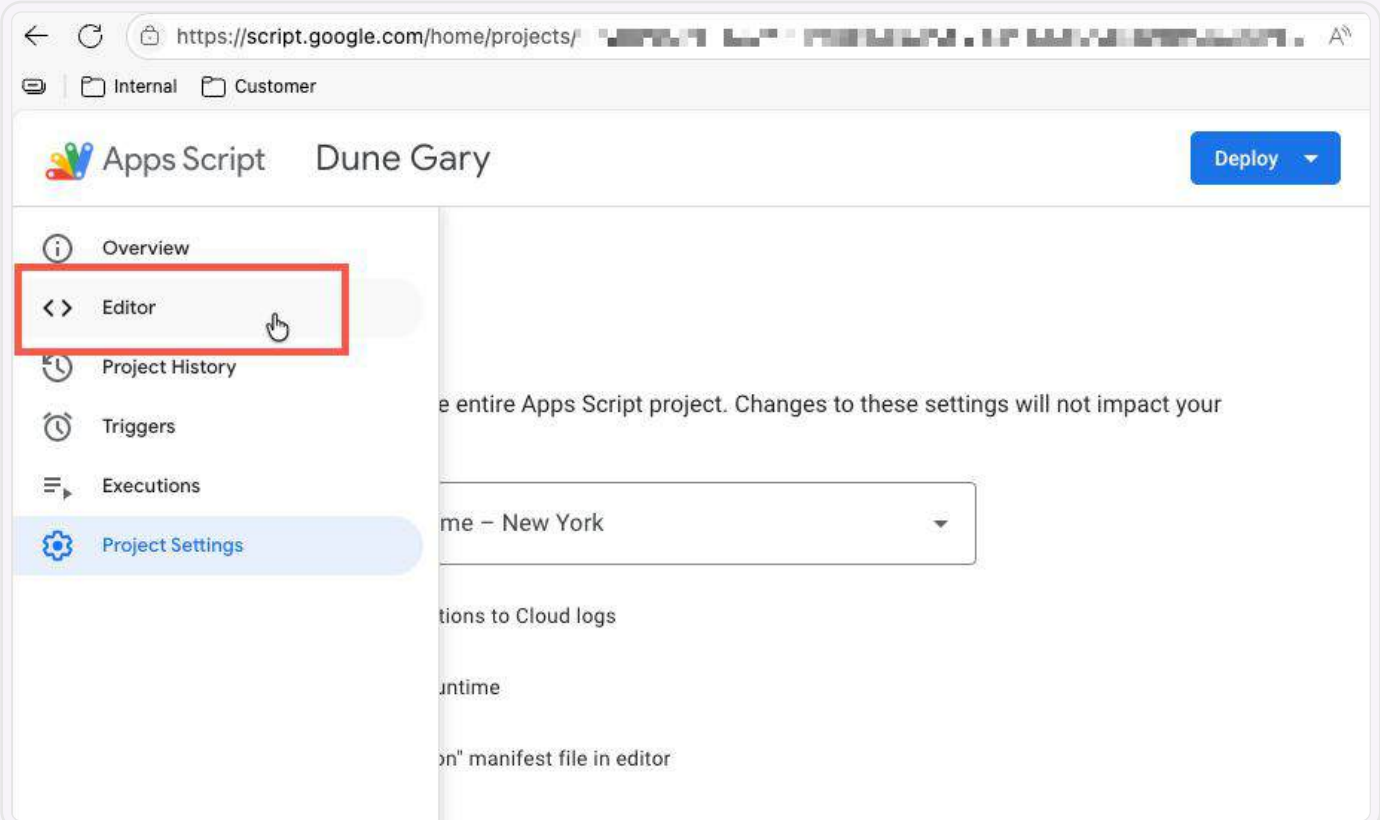 https://script.google.com/home/projects/
Internal Customer
Apps Script Dune Gary Deploy
Overview
Editor
Project History
Triggers
Executions
Project Settings
e entire Apps Script project. Changes to these settings will not impact your
me – New York
tions to Cloud logs
untime
on" manifest file in editor